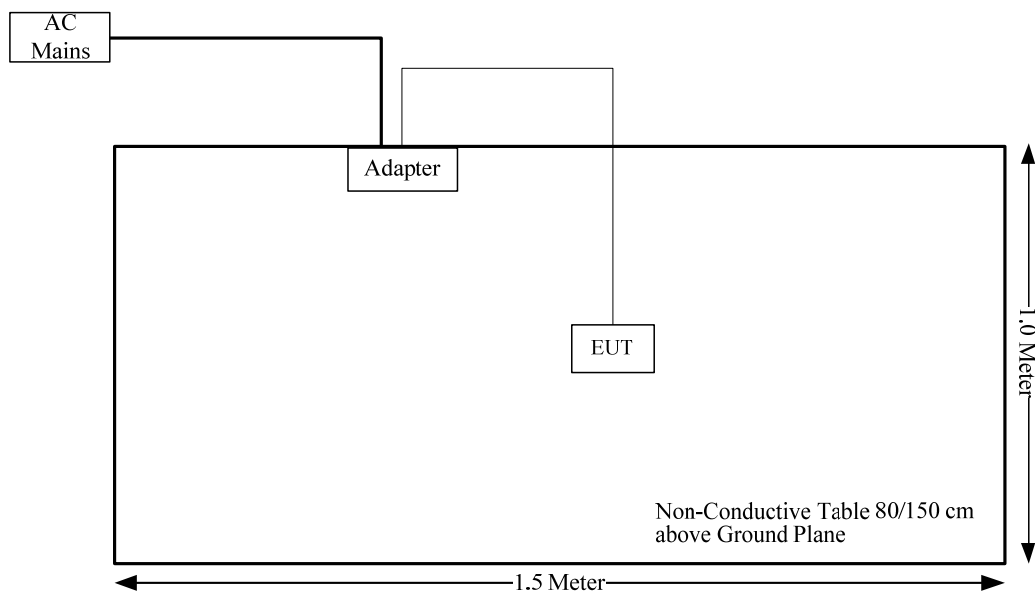 AC
Mains
Adapter
EUT
1.0 Meter
Non-Conductive Table 80/150 cm
above Ground Plane
1.5 Meter